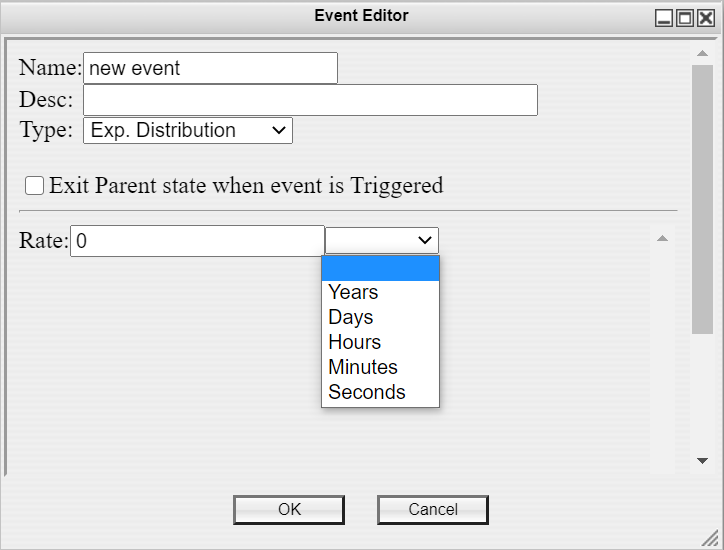 Event Editor
Name: new event
Desc:
Type: Exp. Distribution
Exit Parent state when event is Triggered
Rate: 0
Years
Days
Hours
Minutes
Seconds
OK Cancel